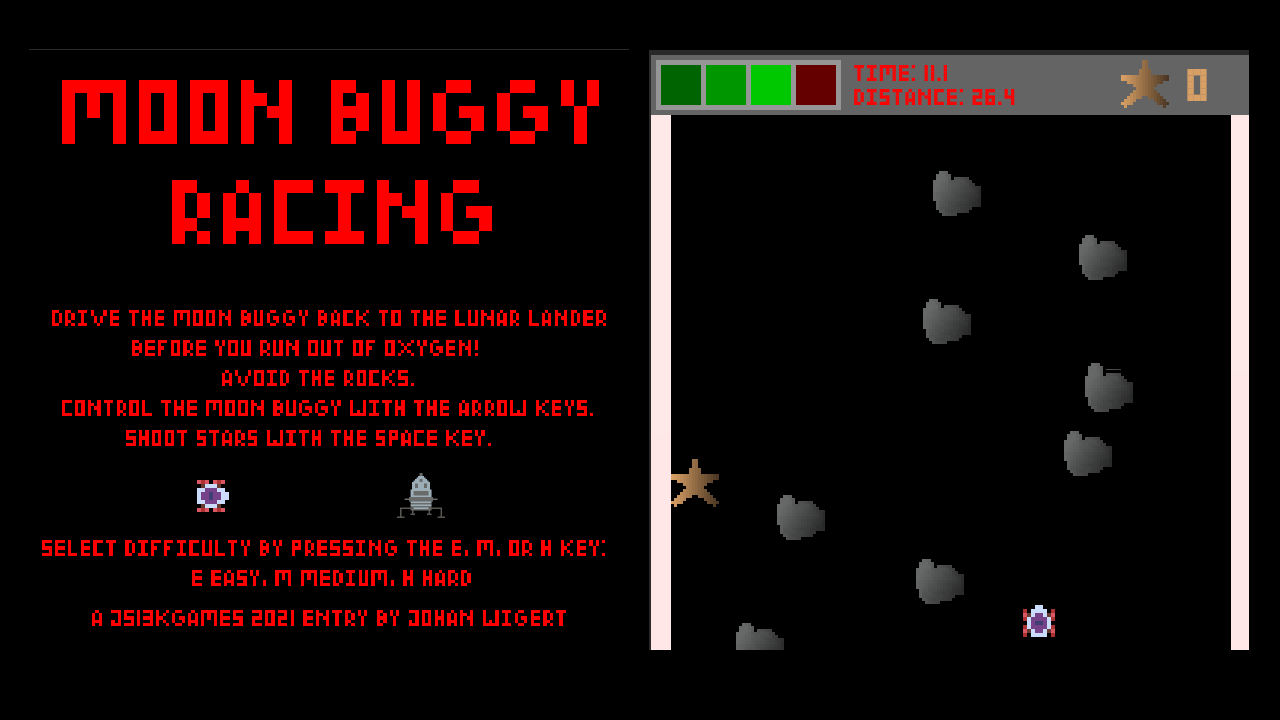 MOON BUGGY
RACING
DRIVE THE MOON BUGGY BACK TO THE LUNAR LANDER
BEFORE YOU RUN OUT OF OXYGEN!
AVOID THE ROCKS.
CONTROL THE MOON BUGGY WITH THE ARROW KEYS.
SHOOT STARS WITH THE SPACE KEY.
SELECT DIFFICULTY BY PRESSING THE E, M, OR H KEY:
E EASY, M MEDIUM, H HARD
A JS13KGAMES 2021 ENTRY BY JOHAN WIGERT
TIME: 11.1
DISTANCE: 26.4
0